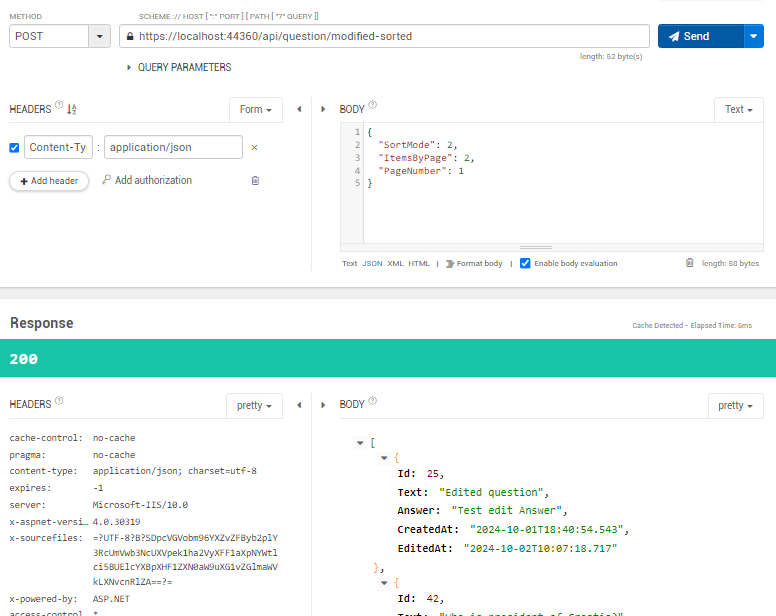 METHOD
SCHEME :// HOST [ ":" PORT ] [ PATH [ "?" QUERY ]]
POST
https://localhost:44360/api/question/modified-sorted
Send
length: 52 byte(s)
QUERY PARAMETERS
HEADERS ?
Form
BODY ?
Text
Content-Ty : application/json ×
+ Add header
Add authorization
1 {
2 "SortMode": 2,
3 "ItemsByPage": 2,
4 "PageNumber": 1
5 }
Text JSON XML HTML | Format body | Enable body evaluation
length: 58 bytes
Response
Cache Detected - Elapsed Time: 6ms
200
HEADERS ?
pretty
cache-control: no-cache
pragma: no-cache
content-type: application/json; charset=utf-8
expires: -1
server: Microsoft-IIS/10.0
x-aspnet-versi… 4.0.30319
x-sourcefiles:
x-powered-by: ASP.NET
access-control *
BODY ?
pretty
[
{
Id: 25,
Text: "Edited question",
Answer: "Test edit Answer",
CreatedAt: "2024-10-01T18:40:54.543",
EditedAt: "2024-10-02T10:07:18.717"
},
{
Id: 42,